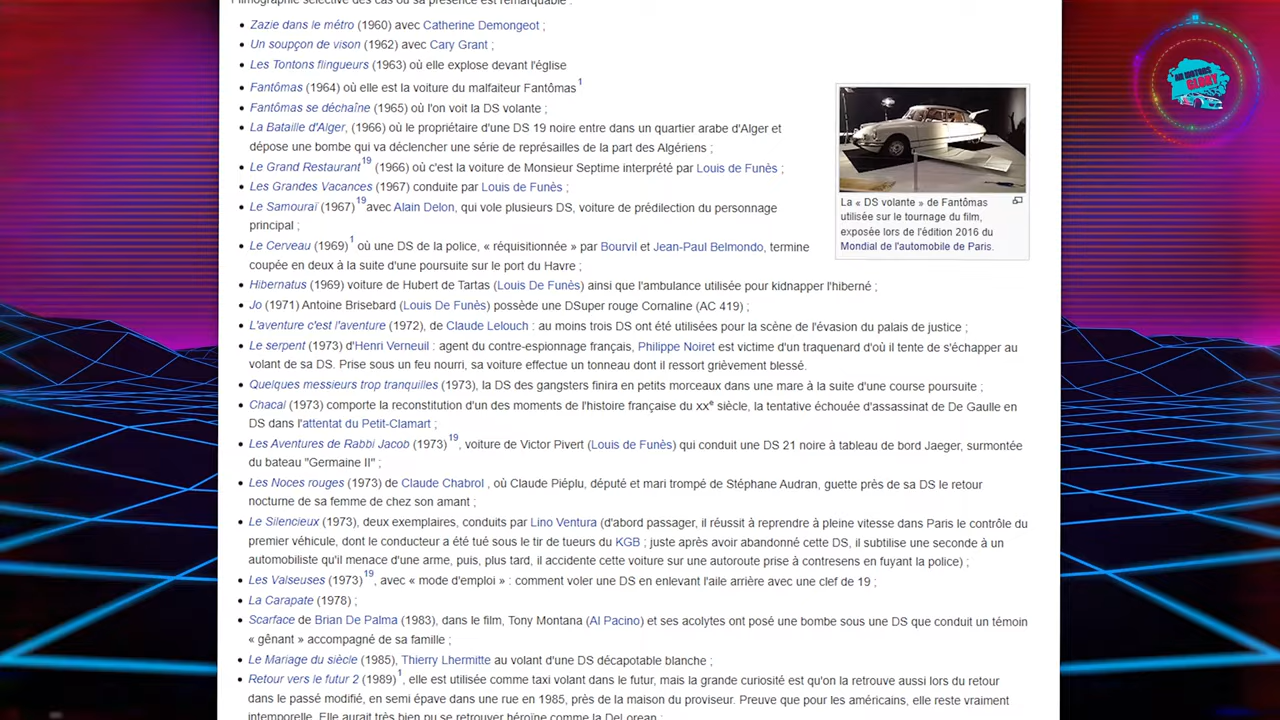 Filmographie sélective des cas où sa présence est remarquable :
• Zazie dans le métro (1960) avec Catherine Demongeot ;
• Un soupçon de vison (1962) avec Cary Grant ;
• Les Tontons flingueurs (1963) où elle explose devant l'église
• Fantômas (1964) où elle est la voiture du malfaiteur Fantômas1
• Fantômas se déchaîne (1965) où l'on voit la DS volante ;
• La Bataille d'Alger, (1966) où le propriétaire d'une DS 19 noire entre dans un quartier arabe d'Alger et
dépose une bombe qui va déclencher une série de représailles de la part des Algériens ;
• Le Grand Restaurant19 (1966) où c'est la voiture de Monsieur Septime interprété par Louis de Funès ;
• Les Grandes Vacances (1967) conduite par Louis de Funès ;
• Le Samouraï (1967)19avec Alain Delon, qui vole plusieurs DS, voiture de prédilection du personnage
principal ;
• Le Cerveau (1969)1 où une DS de la police, « réquisitionnée » par Bourvil et Jean-Paul Belmondo, termine
coupée en deux à la suite d'une poursuite sur le port du Havre ;
• Hibernatus (1969) voiture de Hubert de Tartas (Louis De Funès) ainsi que l'ambulance utilisée pour kidnapper l'hiberné ;
• Jo (1971) Antoine Brisebard (Louis De Funès) possède une DSuper rouge Cornaline (AC 419) ;
• L'aventure c'est l'aventure (1972), de Claude Lelouch : au moins trois DS ont été utilisées pour la scène de l'évasion du palais de justice ;
• Le serpent (1973) d'Henri Verneuil : agent du contre-espionnage français, Philippe Noiret est victime d'un traquenard d'où il tente de s'échapper au
volant de sa DS. Prise sous un feu nourri, sa voiture effectue un tonneau dont il ressort grièvement blessé.
• Quelques messieurs trop tranquilles (1973), la DS des gangsters finira en petits morceaux dans une mare à la suite d'une course poursuite ;
• Chacal (1973) comporte la reconstitution d'un des moments de l'histoire française du xxe siècle, la tentative échouée d'assassinat de De Gaulle en
DS dans l'attentat du Petit-Clamart ;
• Les Aventures de Rabbi Jacob (1973)19, voiture de Victor Pivert (Louis de Funès) qui conduit une DS 21 noire à tableau de bord Jaeger, surmontée
du bateau "Germaine II" ;
• Les Noces rouges (1973) de Claude Chabrol , où Claude Piéplu, député et mari trompé de Stéphane Audran, guette près de sa DS le retour
nocturne de sa femme de chez son amant ;
• Le Silencieux (1973), deux exemplaires, conduits par Lino Ventura (d'abord passager, il réussit à reprendre à pleine vitesse dans Paris le contrôle du
premier véhicule, dont le conducteur a été tué sous le tir de tueurs du KGB ; juste après avoir abandonné cette DS, il subtilise une seconde à un
automobiliste qu'il menace d'une arme, puis, plus tard, il accidente cette voiture sur une autoroute prise à contresens en fuyant la police) ;
• Les Valseuses (1973)19, avec « mode d'emploi » : comment voler une DS en enlevant l'aile arrière avec une clef de 19 ;
• La Carapate (1978) ;
• Scarface de Brian De Palma (1983), dans le film, Tony Montana (Al Pacino) et ses acolytes ont posé une bombe sous une DS que conduit un témoin
« gênant » accompagné de sa famille ;
• Le Mariage du siècle (1985), Thierry Lhermitte au volant d'une DS décapotable blanche ;
• Retour vers le futur 2 (1989)1, elle est utilisée comme taxi volant dans le futur, mais la grande curiosité est qu'on la retrouve aussi lors du retour
dans le passé modifié, en semi épave dans une rue en 1985, près de la maison du proviseur. Preuve que pour les américains, elle reste vraiment
intemporelle. Elle aurait très bien pu se retrouver héroïne comme la DeLorean ;
La « DS volante » de Fantômas
utilisée sur le tournage du film,
exposée lors de l'édition 2016 du
Mondial de l'automobile de Paris.
MOTORS
GLORY